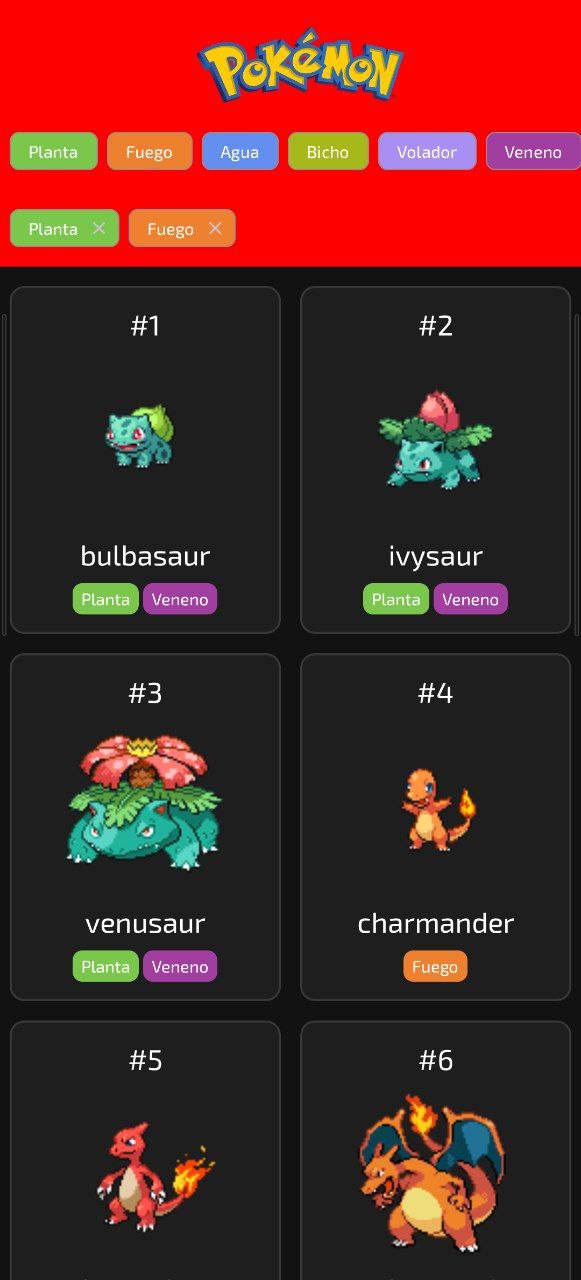 POKéMON
Planta Fuego Agua Bicho Volador Veneno
Planta × Fuego ×
#1 #2
bulbasaur ivysaur
Planta Veneno Planta Veneno
#3 #4
venusaur charmander
Planta Veneno Fuego
#5 #6